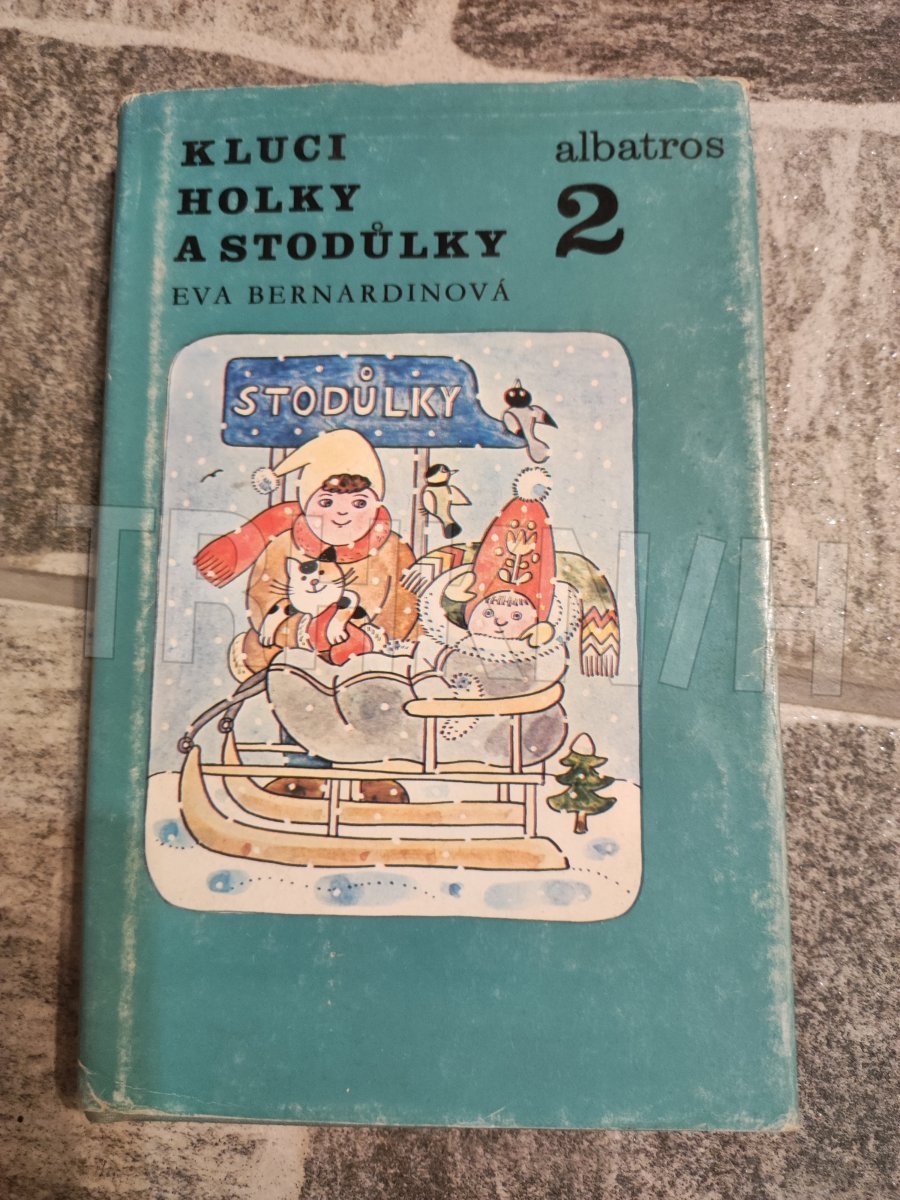 KLUCI
HOLKY
A STODŮLKY
EVA BERNARDINOVÁ
albatros
2
STODŮLKY